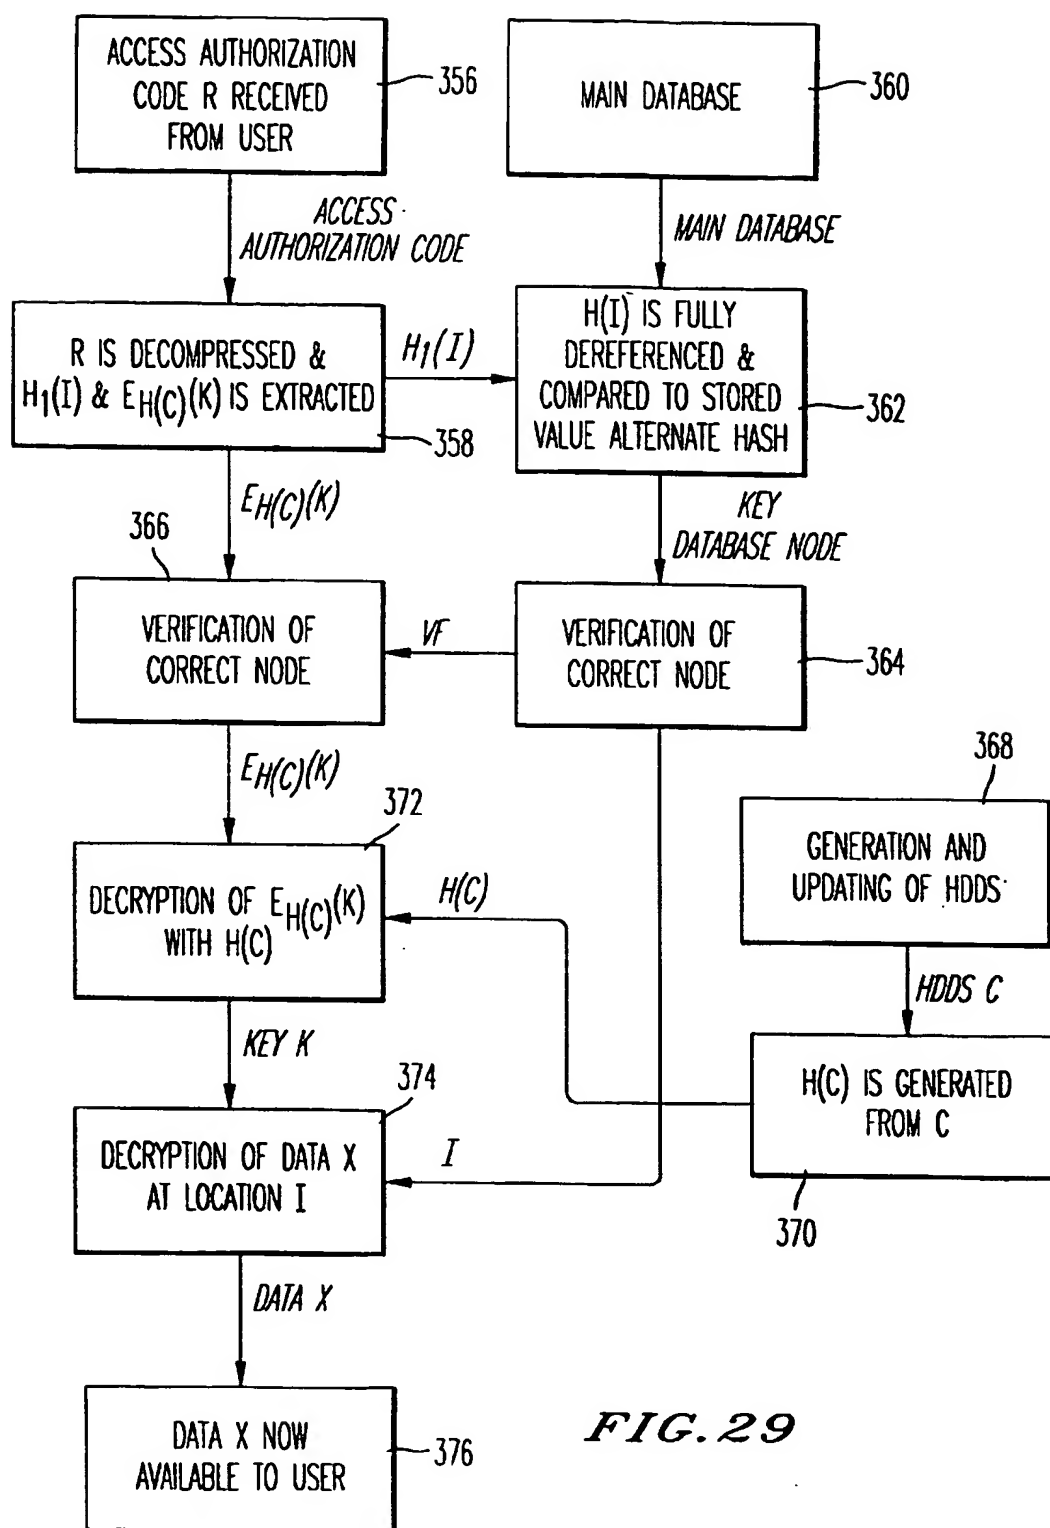 ACCESS AUTHORIZATION
CODE R RECEIVED
FROM USER
356
MAIN DATABASE
360
ACCESS
AUTHORIZATION CODE
MAIN DATABASE
R IS DECOMPRESSED &
H1(I) & EH(C)(K) IS EXTRACTED
358
H1(I)
H(I) IS FULLY
DEREFERENCED &
COMPARED TO STORED
VALUE ALTERNATE HASH
362
EH(C)(K)
KEY
DATABASE NODE
366
VERIFICATION OF
CORRECT NODE
VF
VERIFICATION OF
CORRECT NODE
364
EH(C)(K)
368
GENERATION AND
UPDATING OF HDDS
372
DECRYPTION OF EH(C)(K)
WITH H(C)
H(C)
HDDS C
KEY K
H(C) IS GENERATED
FROM C
370
374
DECRYPTION OF DATA X
AT LOCATION I
I
DATA X
DATA X NOW
AVAILABLE TO USER
376
FIG. 29